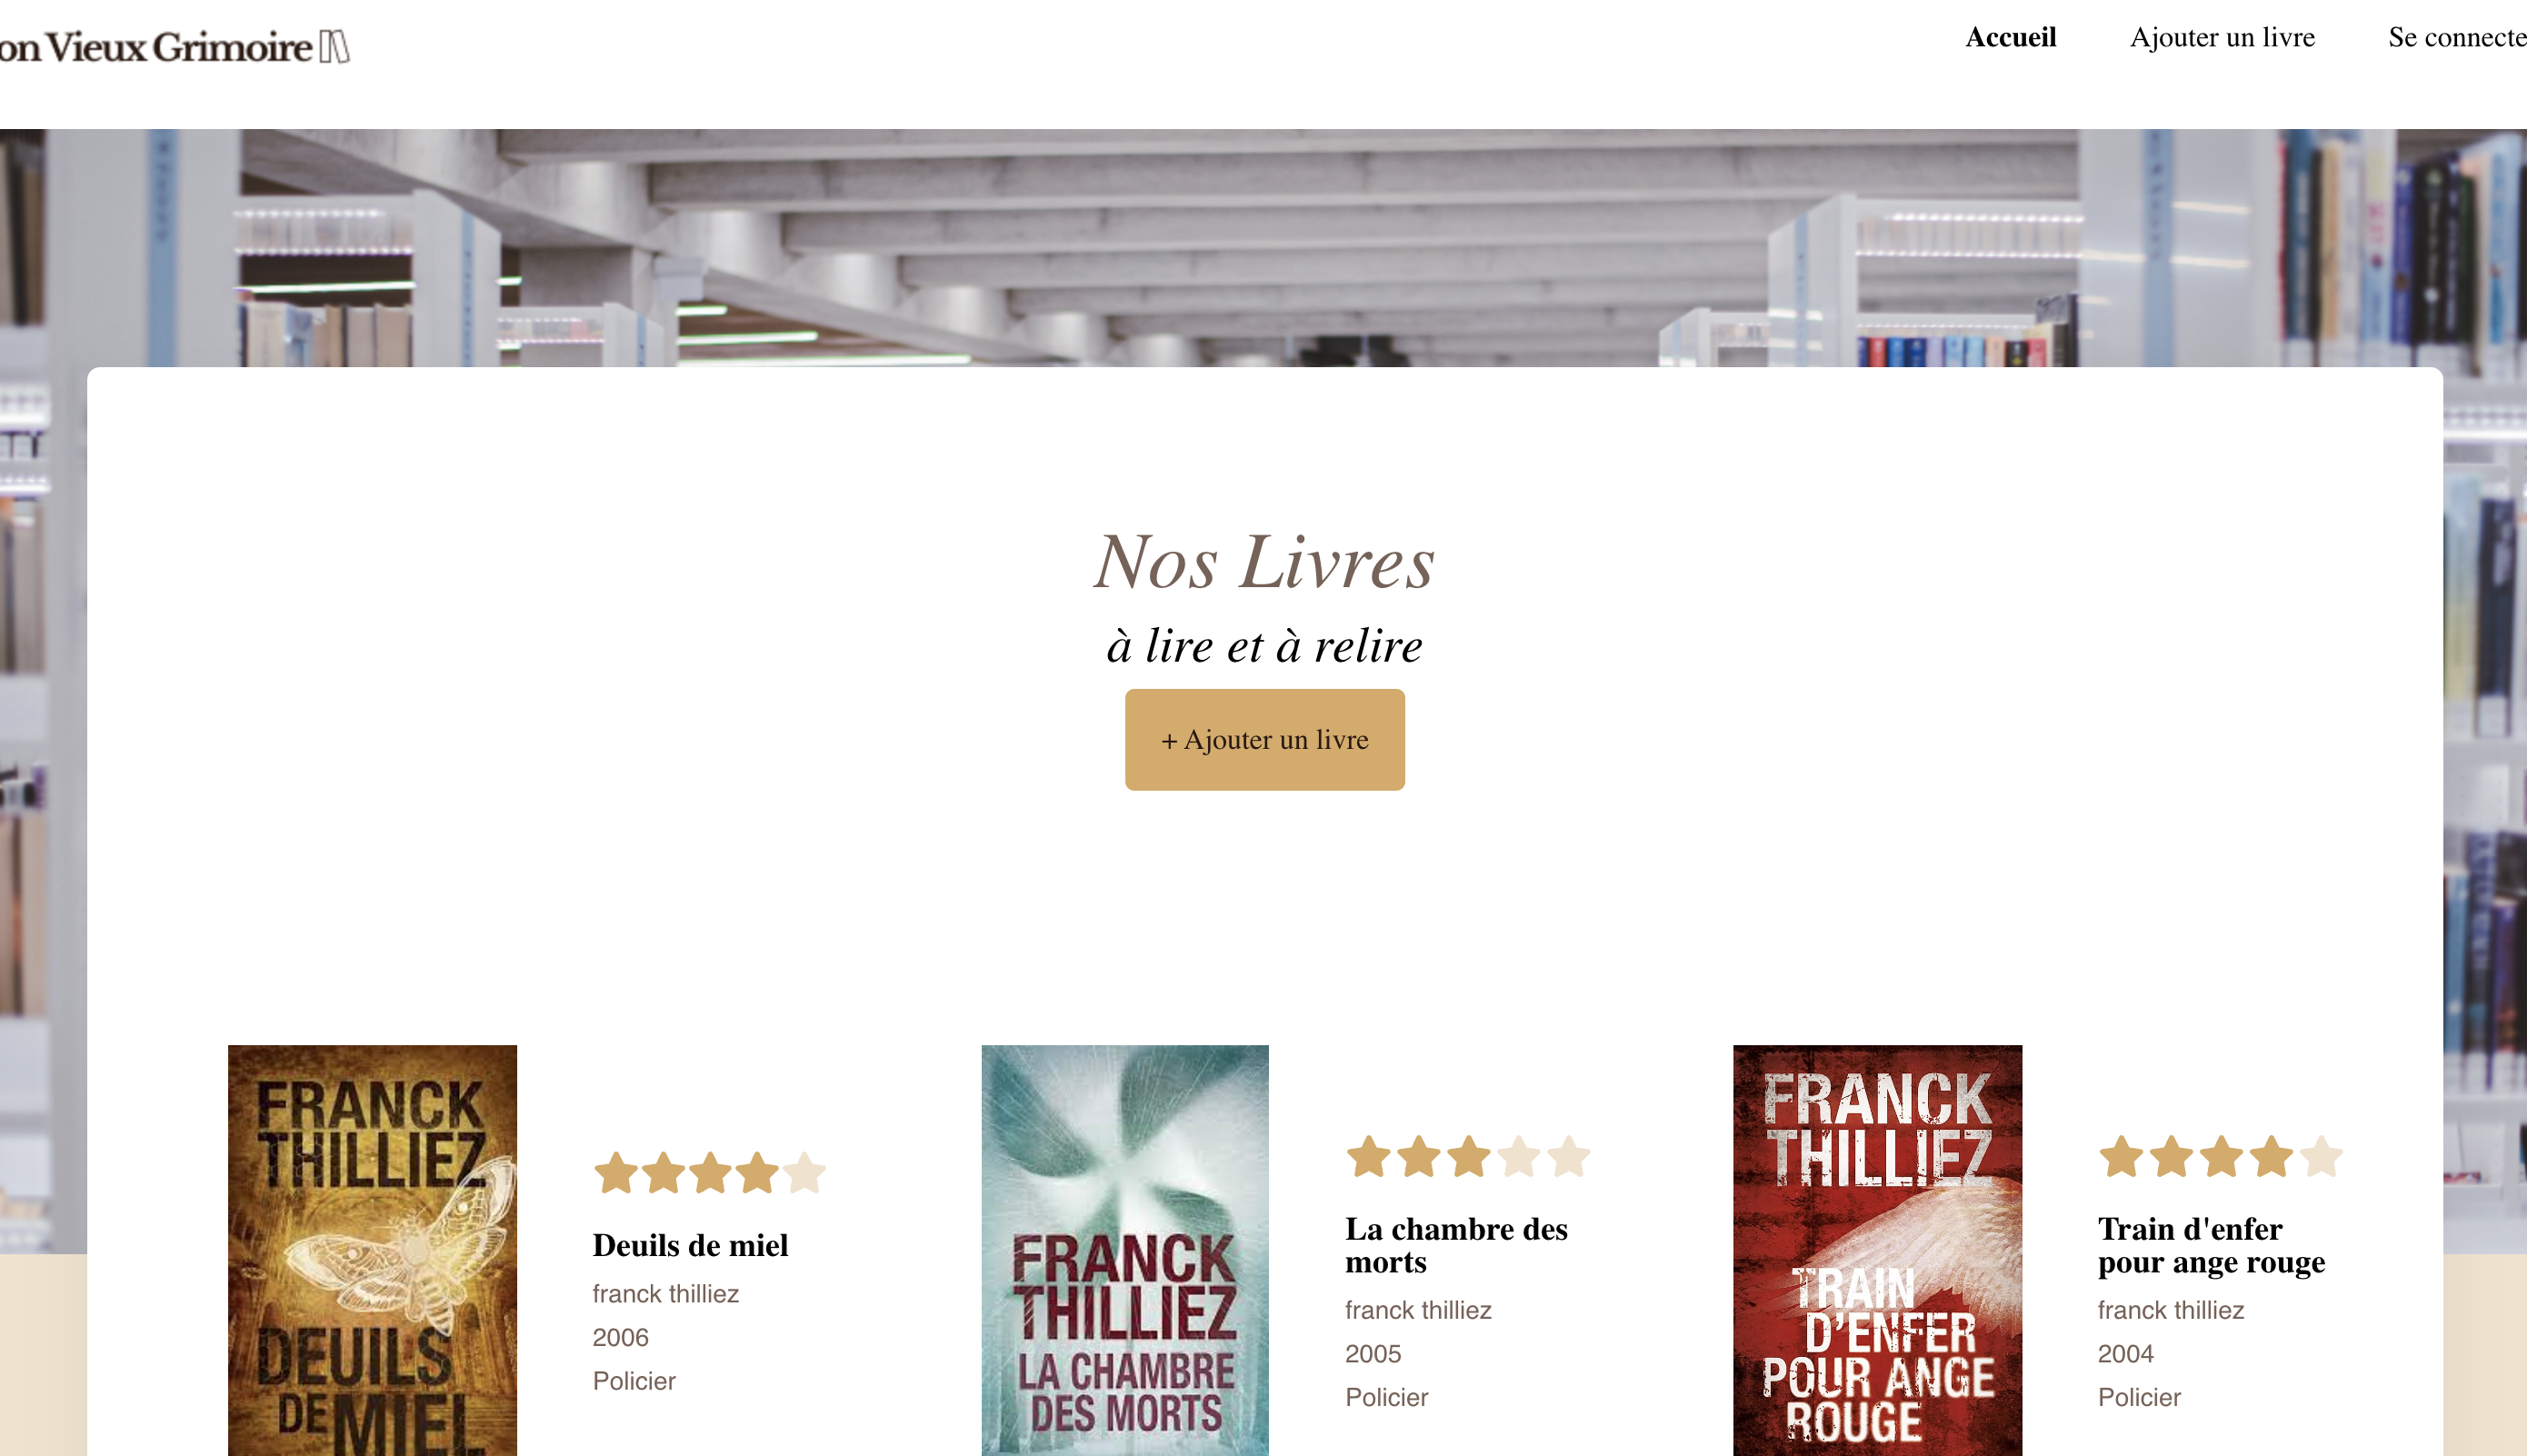 on Vieux Grimoire
Accueil
Ajouter un livre
Se connecte
Nos Livres
à lire et à relire
+ Ajouter un livre
FRANCK
THILLIEZ
DEUILS
DE MIEL
Deuils de miel
franck thilliez
2006
Policier
FRANCK
THILLIEZ
LA CHAMBRE
DES MORTS
La chambre des
morts
franck thilliez
2005
Policier
FRANCK
THILLIEZ
TRAIN
D'ENFER
POUR ANGE
ROUGE
Train d'enfer
pour ange rouge
franck thilliez
2004
Policier